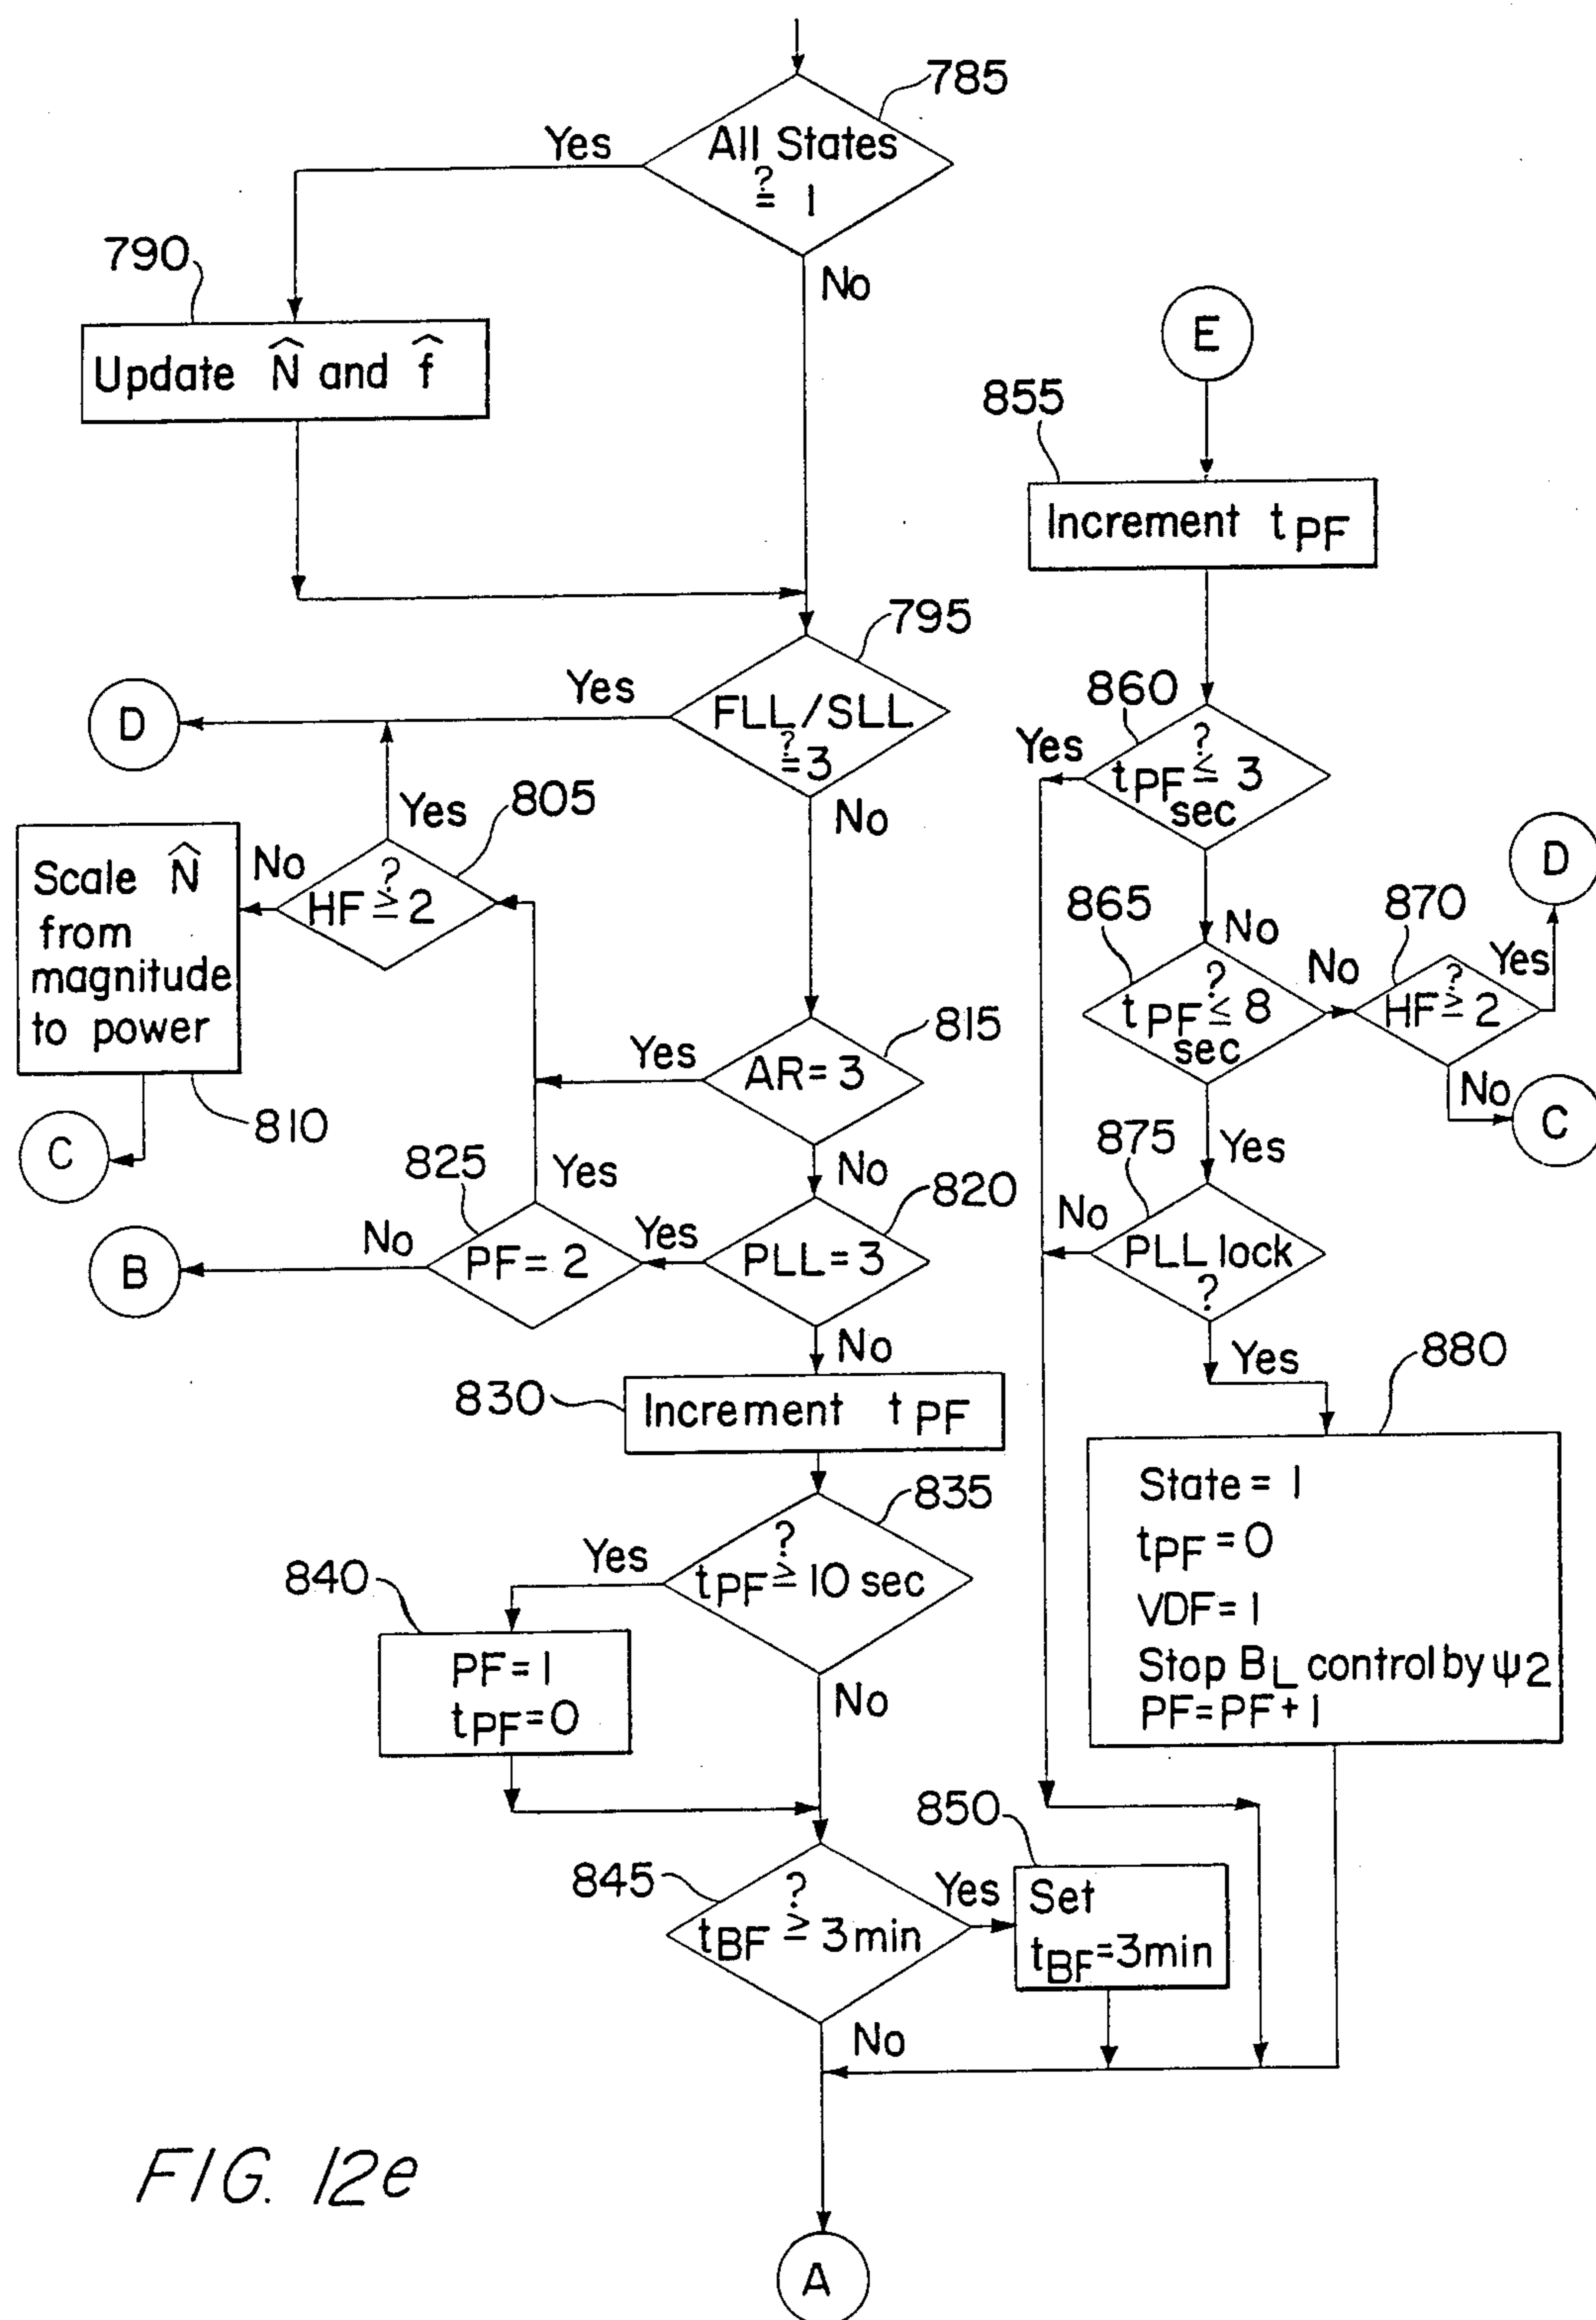 785
All States
?
= 1
Yes
No
790
Update N̂ and f̂
795
FLL/SLL
?
=3
Yes
No
D
805
HF ≥ 2
?
Yes
No
Scale N̂
from
magnitude
to power
810
C
815
AR=3
Yes
No
820
PLL=3
Yes
No
825
PF=2
Yes
No
B
830
Increment tPF
835
?
tPF ≥ 10 sec
Yes
No
840
PF=1
tPF=0
845
?
tBF ≥ 3min
Yes
No
850
Set
tBF=3min
A
E
855
Increment tPF
860
?
tPF ≤ 3
sec
Yes
No
865
?
tPF ≤ 8
sec
No
Yes
870
?
HF ≥ 2
Yes
No
D
C
875
PLL lock
?
No
Yes
880
State = 1
tPF = 0
VDF= 1
Stop BL control by ψ2
PF=PF+1
FIG. 12e